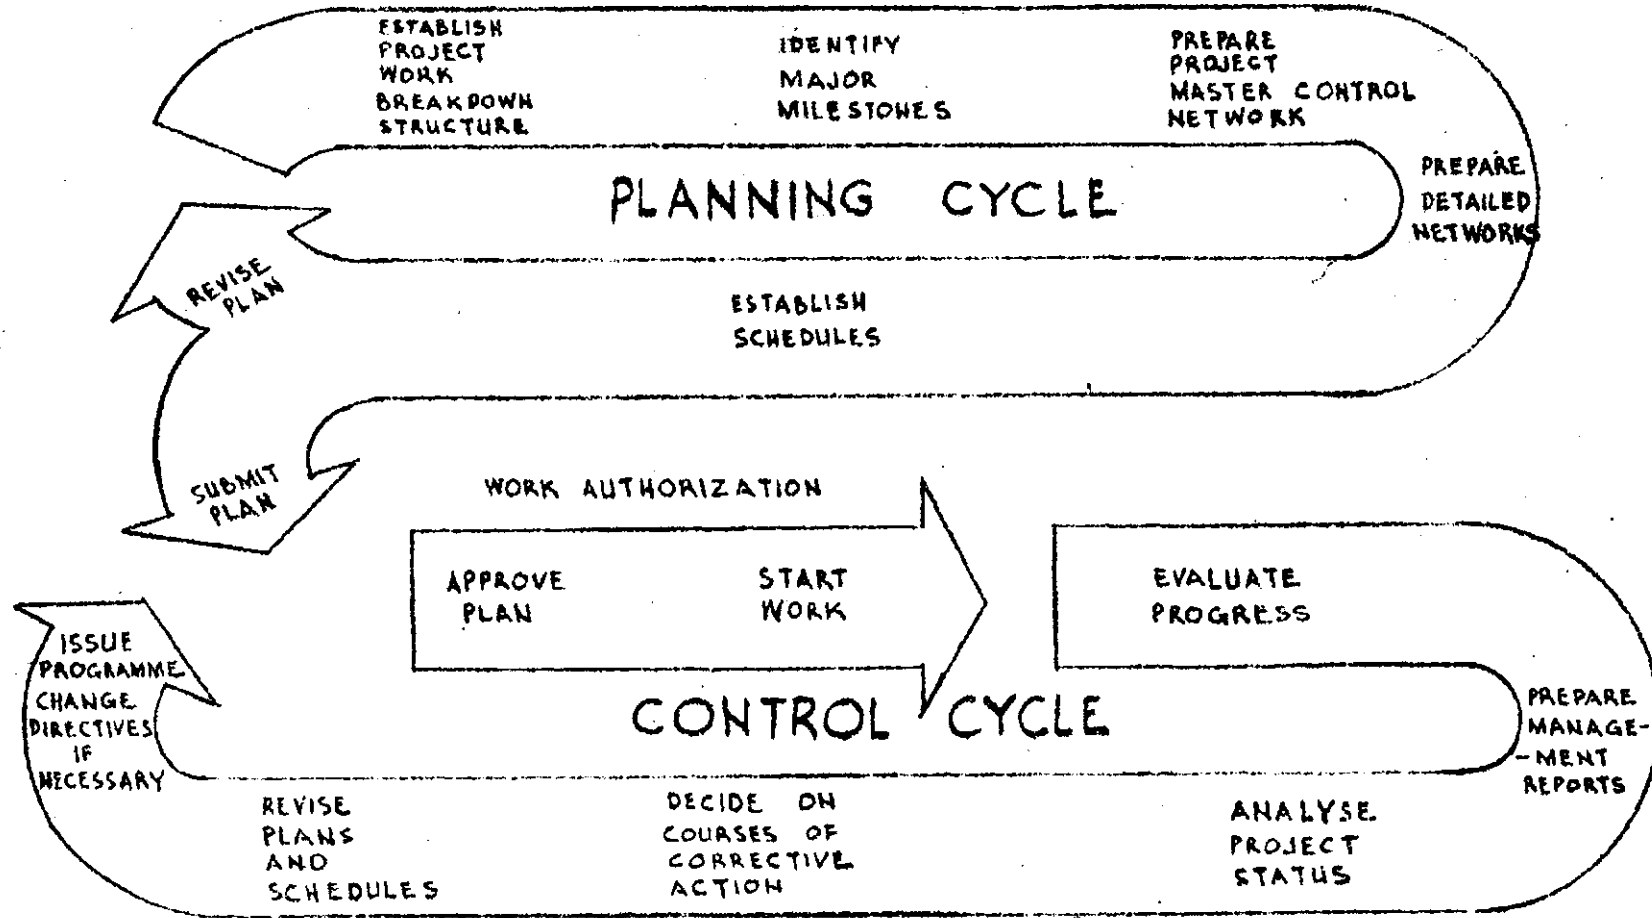 ESTABLISH
PROJECT
WORK
BREAKDOWN
STRUCTURE
IDENTIFY
MAJOR
MILESTONES
PREPARE
PROJECT
MASTER CONTROL
NETWORK
PREPARE
DETAILED
NETWORKS
PLANNING CYCLE
ESTABLISH
SCHEDULES
REVISE
PLAN
SUBMIT
PLAN
WORK AUTHORIZATION
APPROVE
PLAN
START
WORK
EVALUATE
PROGRESS
CONTROL CYCLE
PREPARE
MANAGE-
-MENT
REPORTS
ANALYSE
PROJECT
STATUS
DECIDE ON
COURSES OF
CORRECTIVE
ACTION
REVISE
PLANS
AND
SCHEDULES
ISSUE
PROGRAMME
CHANGE
DIRECTIVES
IF
NECESSARY